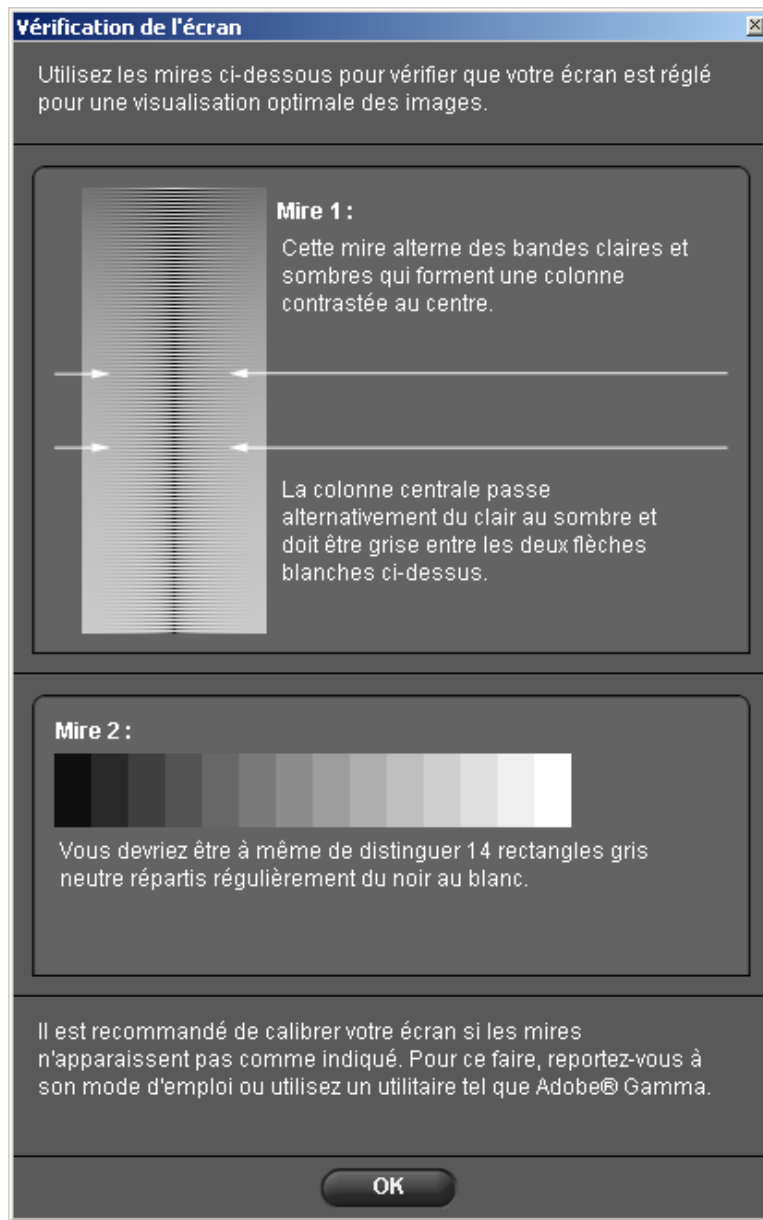 Vérification de l'écran
Utilisez les mires ci-dessous pour vérifier que votre écran est réglé
pour une visualisation optimale des images.
Mire 1 :
Cette mire alterne des bandes claires et
sombres qui forment une colonne
contrastée au centre.
La colonne centrale passe
alternativement du clair au sombre et
doit être grise entre les deux flèches
blanches ci-dessus.
Mire 2 :
Vous devriez être à même de distinguer 14 rectangles gris
neutre répartis régulièrement du noir au blanc.
Il est recommandé de calibrer votre écran si les mires
n'apparaissent pas comme indiqué. Pour ce faire, reportez-vous à
son mode d'emploi ou utilisez un utilitaire tel que Adobe® Gamma.
OK